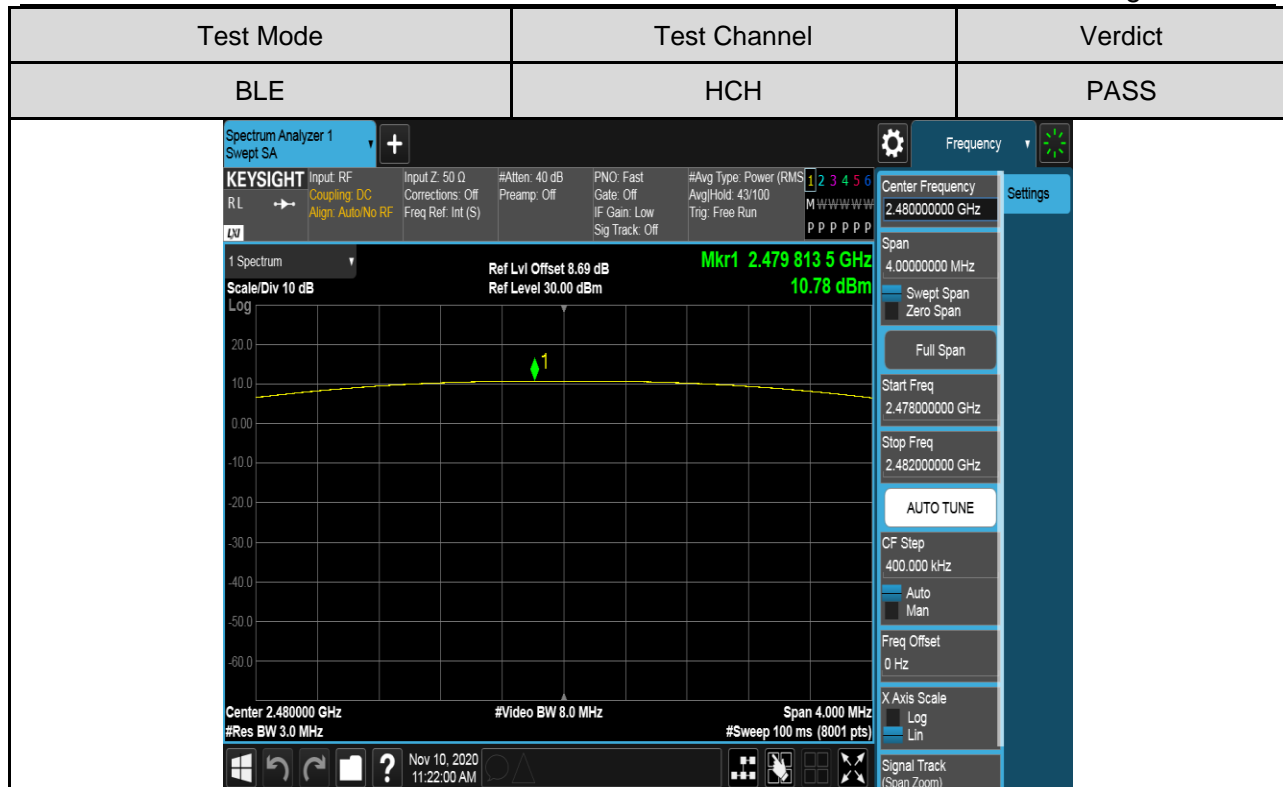 Test Mode Test Channel Verdict
BLE HCH PASS
Spectrum Analyzer 1
Swept SA
Frequency
KEYSIGHT Input: RF Input Z: 50 Ω #Atten: 40 dB PNO: Fast #Avg Type: Power (RMS 1 2 3 4 5 6
RL Coupling: DC Corrections: Off Preamp: Off Gate: Off Avg|Hold: 43/100 M W W W W W
Align: Auto/No RF Freq Ref: Int (S) IF Gain: Low Trig: Free Run
LXI Sig Track: Off P P P P P P
1 Spectrum
Ref Lvl Offset 8.69 dB Mkr1 2.479 813 5 GHz
Scale/Div 10 dB Ref Level 30.00 dBm 10.78 dBm
Log
20.0
1
10.0
0.00
-10.0
-20.0
-30.0
-40.0
-50.0
-60.0
Center 2.480000 GHz #Video BW 8.0 MHz Span 4.000 MHz
#Res BW 3.0 MHz #Sweep 100 ms (8001 pts)
? Nov 10, 2020
11:22:00 AM
Center Frequency
2.480000000 GHz
Settings
Span
4.00000000 MHz
Swept Span
Zero Span
Full Span
Start Freq
2.478000000 GHz
Stop Freq
2.482000000 GHz
AUTO TUNE
CF Step
400.000 kHz
Auto
Man
Freq Offset
0 Hz
X Axis Scale
Log
Lin
Signal Track
(Span Zoom)